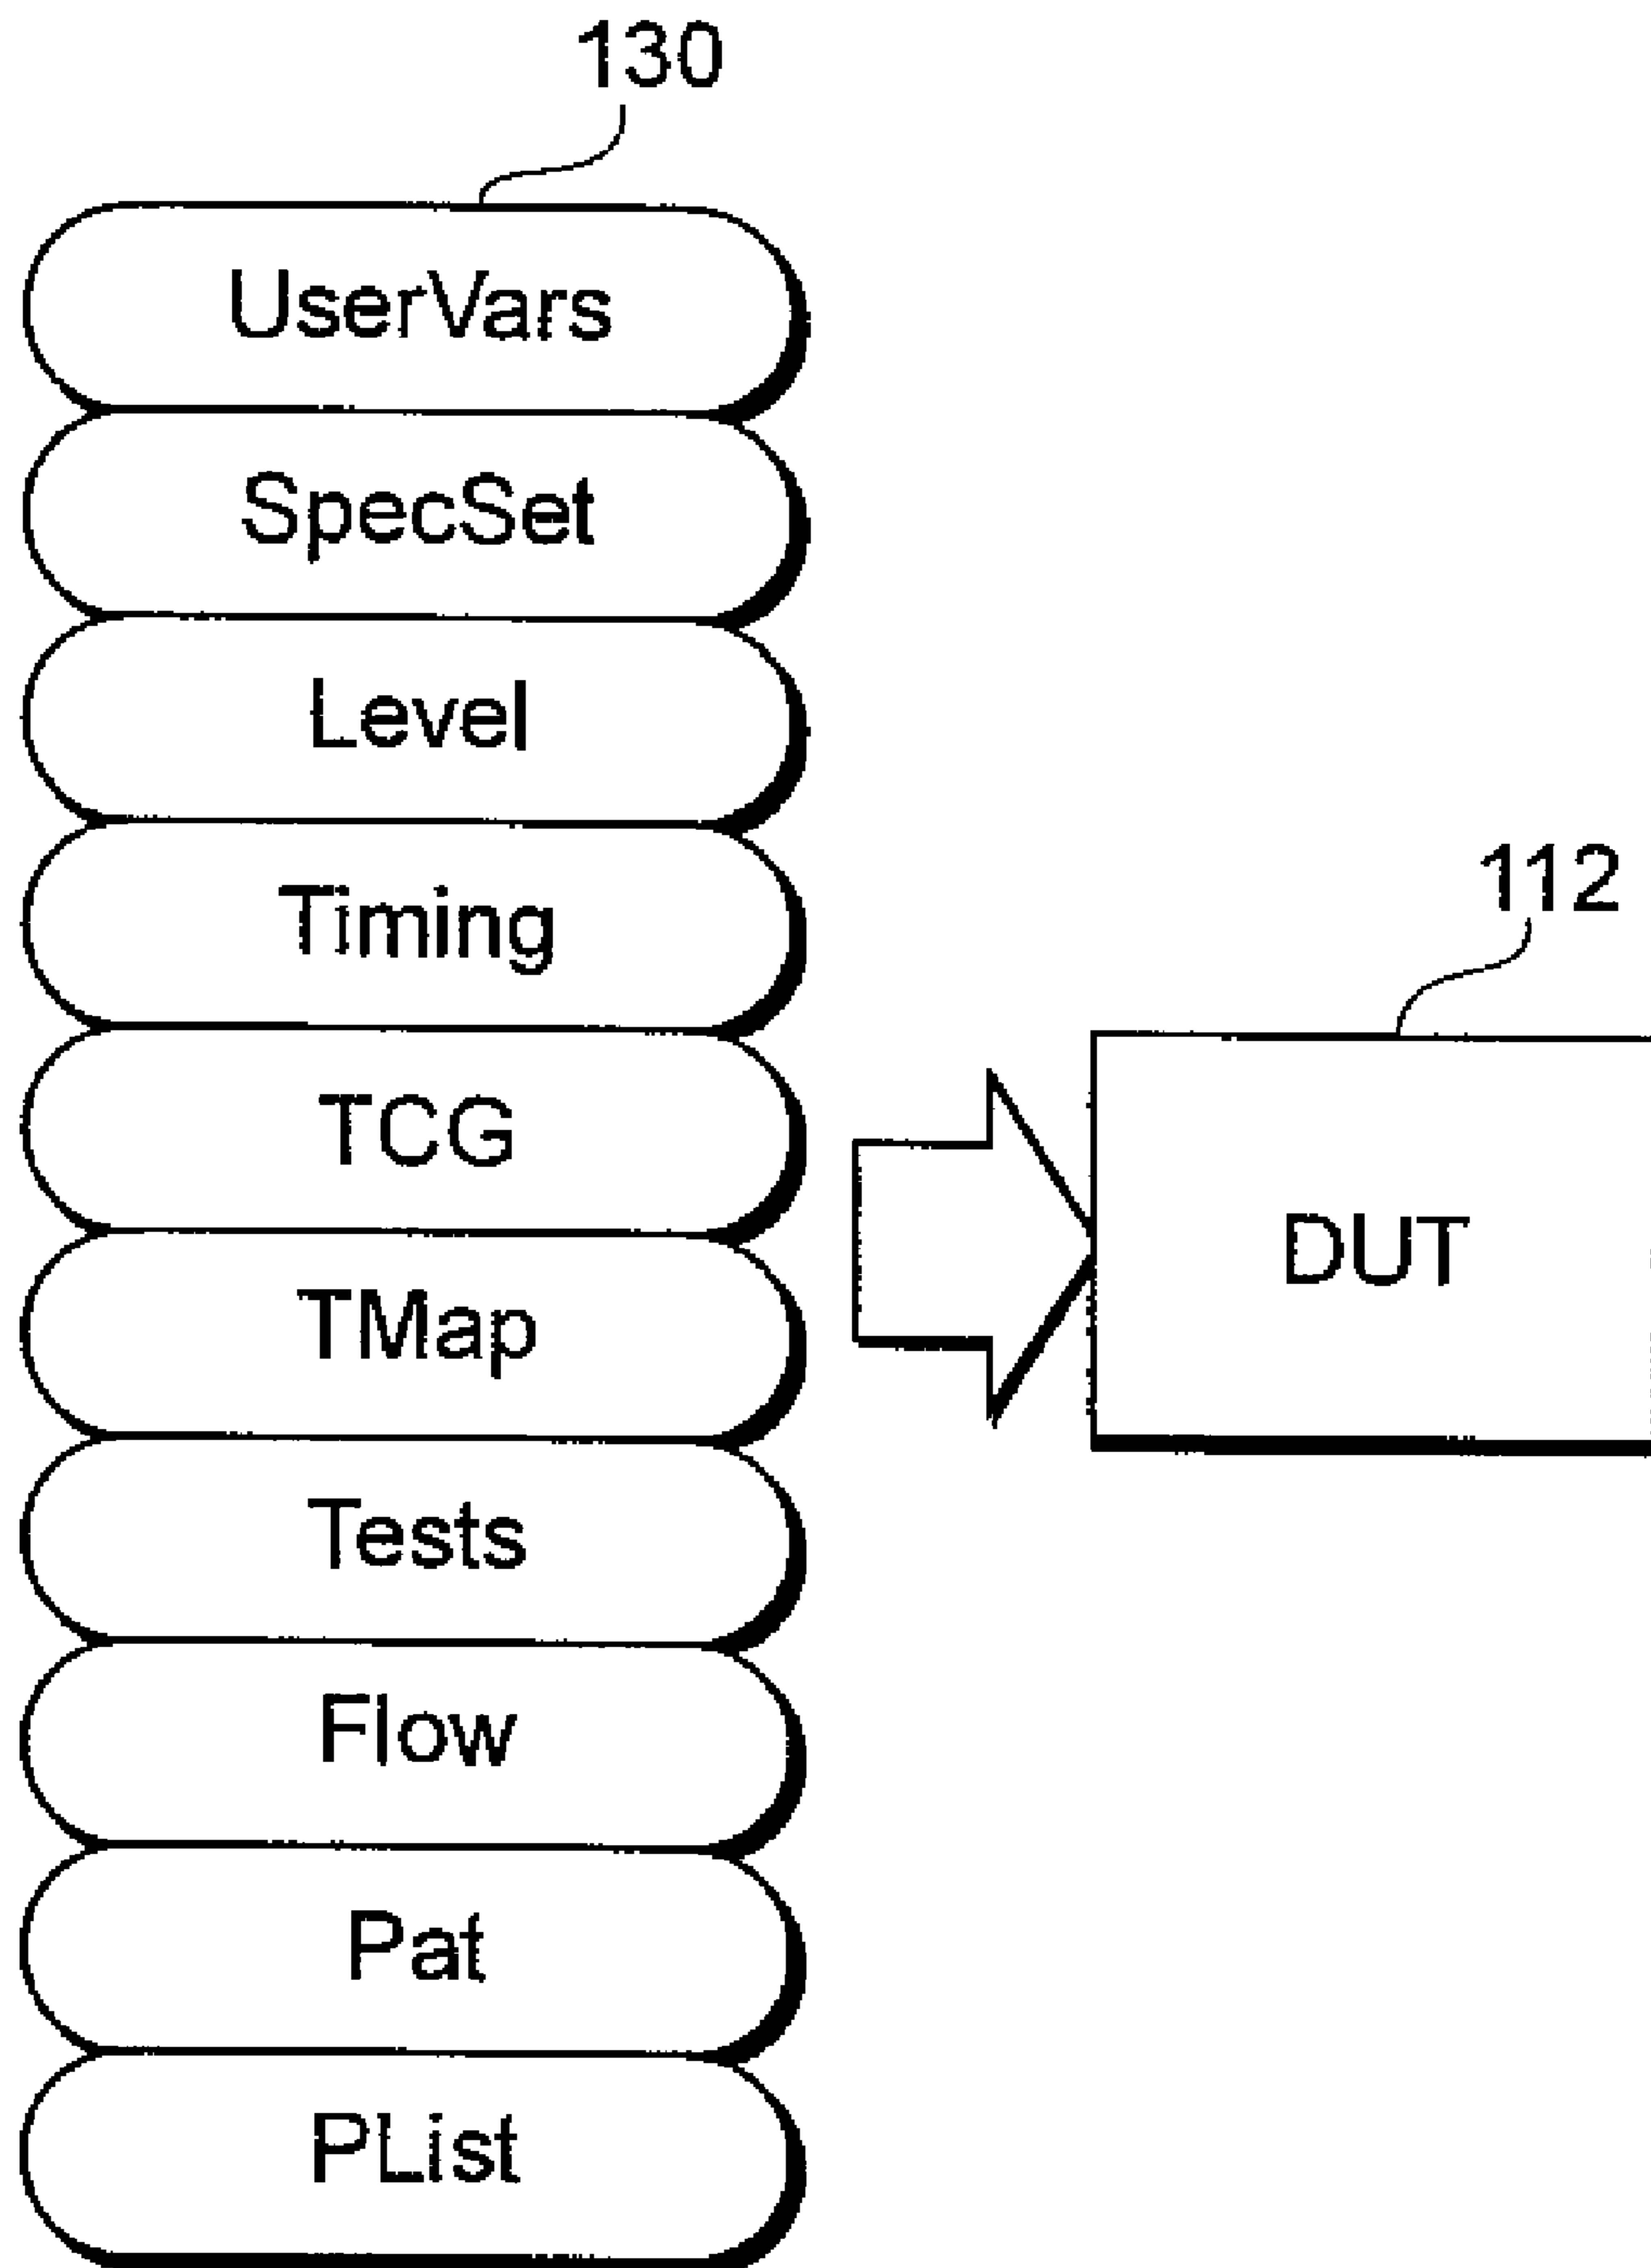 130
UserVars
SpecSet
Level
Timing
TCG
TMap
Tests
Flow
Pat
PList
112
DUT